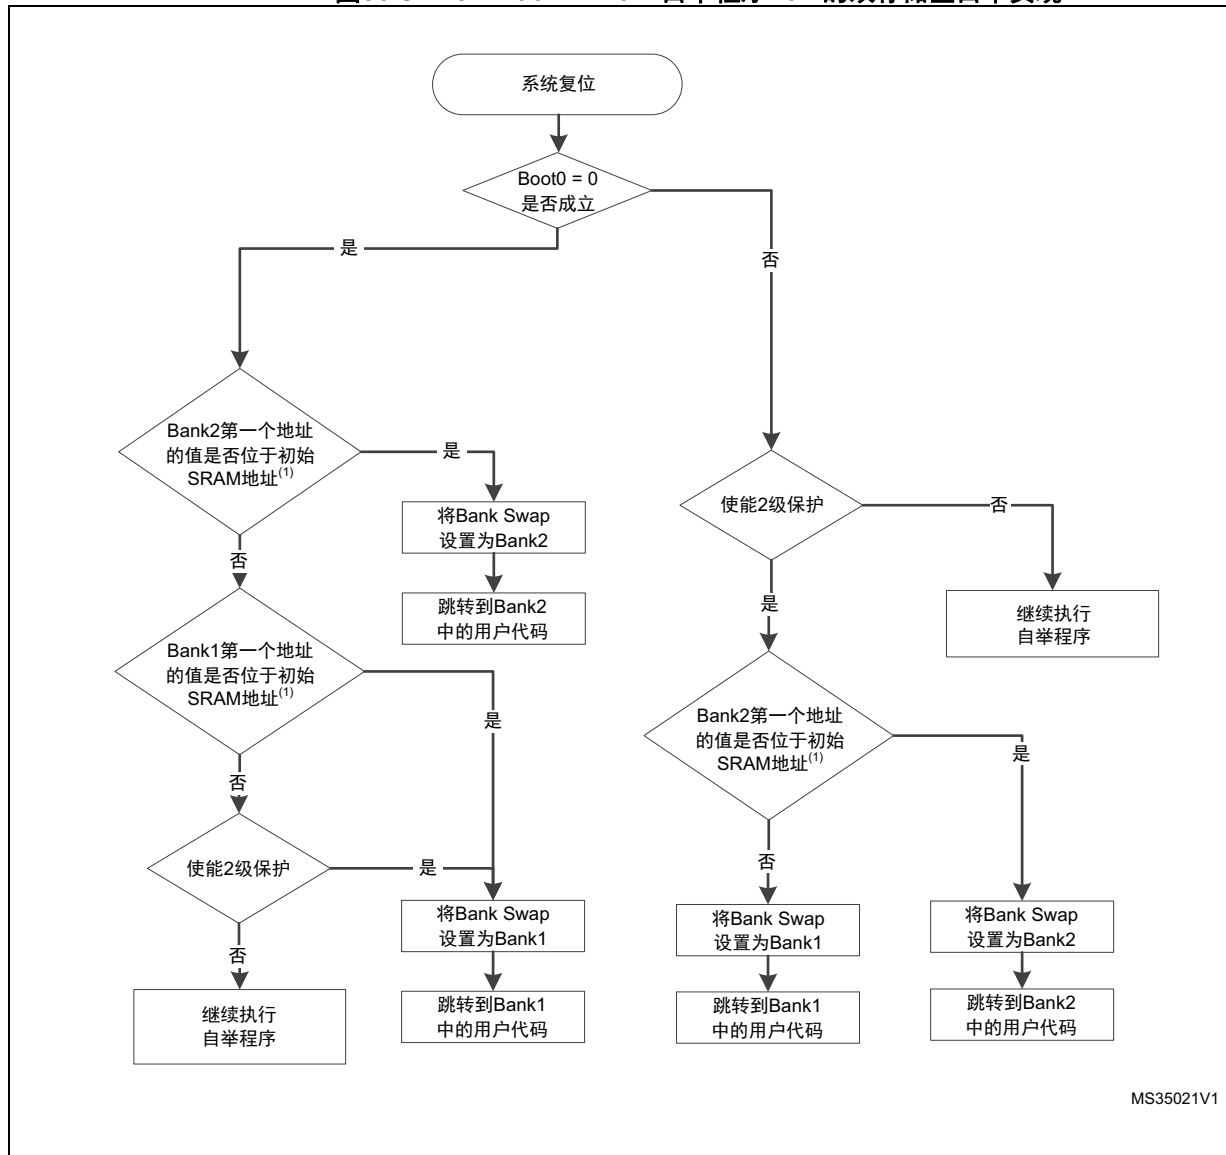 系统复位
Boot0 = 0
是否成立
是
否
Bank2第一个地址
的值是否位于初始
SRAM地址(1)
是
将Bank Swap
设置为Bank2
跳转到Bank2
中的用户代码
否
Bank1第一个地址
的值是否位于初始
SRAM地址(1)
是
否
使能2级保护
是
将Bank Swap
设置为Bank1
跳转到Bank1
中的用户代码
否
继续执行
自举程序
使能2级保护
否
继续执行
自举程序
是
Bank2第一个地址
的值是否位于初始
SRAM地址(1)
是
否
将Bank Swap
设置为Bank1
跳转到Bank1
中的用户代码
将Bank Swap
设置为Bank2
跳转到Bank2
中的用户代码
MS35021V1